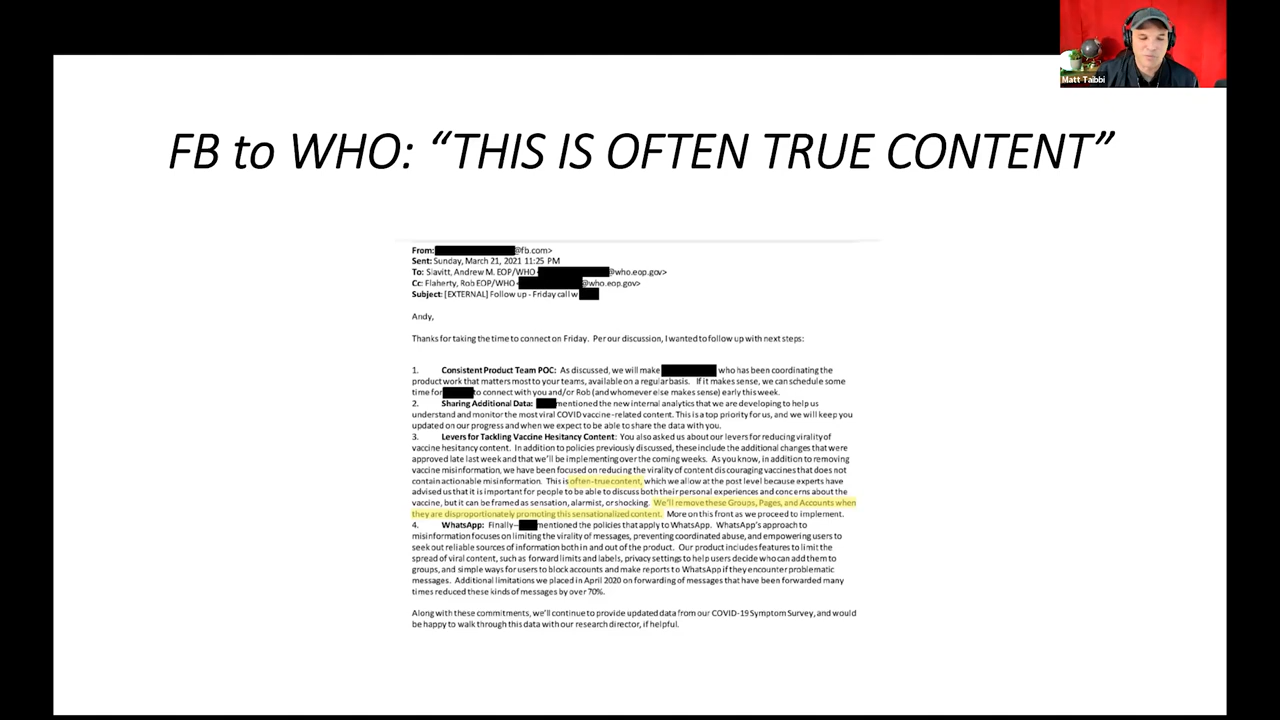 Matt Taibbi
FB to WHO: “THIS IS OFTEN TRUE CONTENT”
From: @fb.com>
Sent: Sunday, March 21, 2021 11:25 PM
To: Slavitt, Andrew M. EOP/WHO < @who.eop.gov>
Cc: Flaherty, Rob EOP/WHO < @who.eop.gov>
Subject: [EXTERNAL] Follow up - Friday call w
Andy,
Thanks for taking the time to connect on Friday. Per our discussion, I wanted to follow up with next steps:
1. Consistent Product Team POC: As discussed, we will make who has been coordinating the
product work that matters most to your teams, available on a regular basis. If it makes sense, we can schedule some
time for to connect with you and/or Rob (and whomever else makes sense) early this week.
2. Sharing Additional Data: mentioned the new internal analytics that we are developing to help us
understand and monitor the most viral COVID vaccine-related content. This is a top priority for us, and we will keep you
updated on our progress and when we expect to be able to share the data with you.
3. Levers for Tackling Vaccine Hesitancy Content: You also asked us about our levers for reducing virality of
vaccine hesitancy content. In addition to policies previously discussed, these include the additional changes that were
approved late last week and that we’ll be implementing over the coming weeks. As you know, in addition to removing
vaccine misinformation, we have been focused on reducing the virality of content discouraging vaccines that does not
contain actionable misinformation. This is often-true content, which we allow at the post level because experts have
advised us that it is important for people to be able to discuss both their personal experiences and concerns about the
vaccine, but it can be framed as sensation, alarmist, or shocking. We’ll remove these Groups, Pages, and Accounts when
they are disproportionately promoting this sensationalized content. More on this front as we proceed to implement.
4. WhatsApp: Finally– mentioned the policies that apply to WhatsApp. WhatsApp’s approach to
misinformation focuses on limiting the virality of messages, preventing coordinated abuse, and empowering users to
seek out reliable sources of information both in and out of the product. Our product includes features to limit the
spread of viral content, such as forward limits and labels, privacy settings to help users decide who can add them to
groups, and simple ways for users to block accounts and make reports to WhatsApp if they encounter problematic
messages. Additional limitations we placed in April 2020 on forwarding of messages that have been forwarded many
times reduced these kinds of messages by over 70%.
Along with these commitments, we’ll continue to provide updated data from our COVID-19 Symptom Survey, and would
be happy to walk through this data with our research director, if helpful.